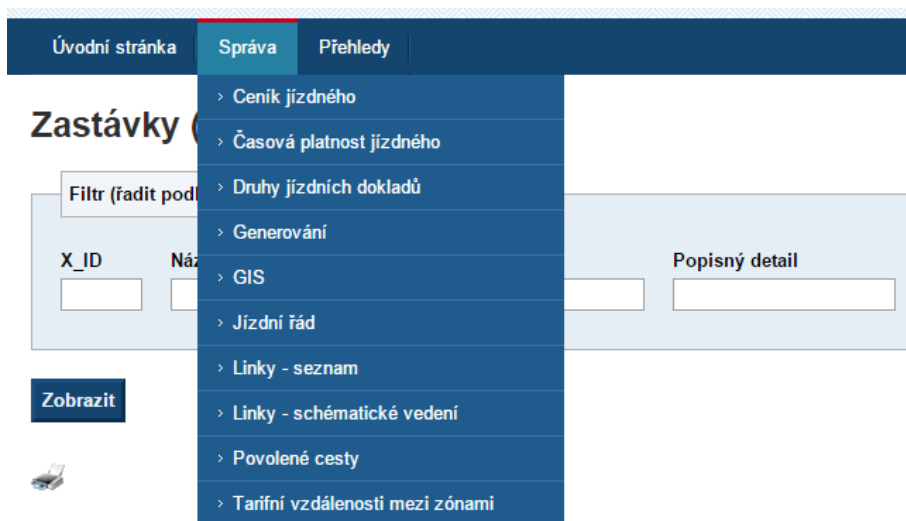 Úvodní stránka
Správa
Přehledy
Ceník jízdného
Časová platnost jízdného
Druhy jízdních dokladů
Generování
GIS
Jízdní řád
Linky - seznam
Linky - schématické vedení
Povolené cesty
Tarifní vzdálenosti mezi zónami
Zastávky (
Filtr (řadit
X_ID
Popisný detail
Zobrazit